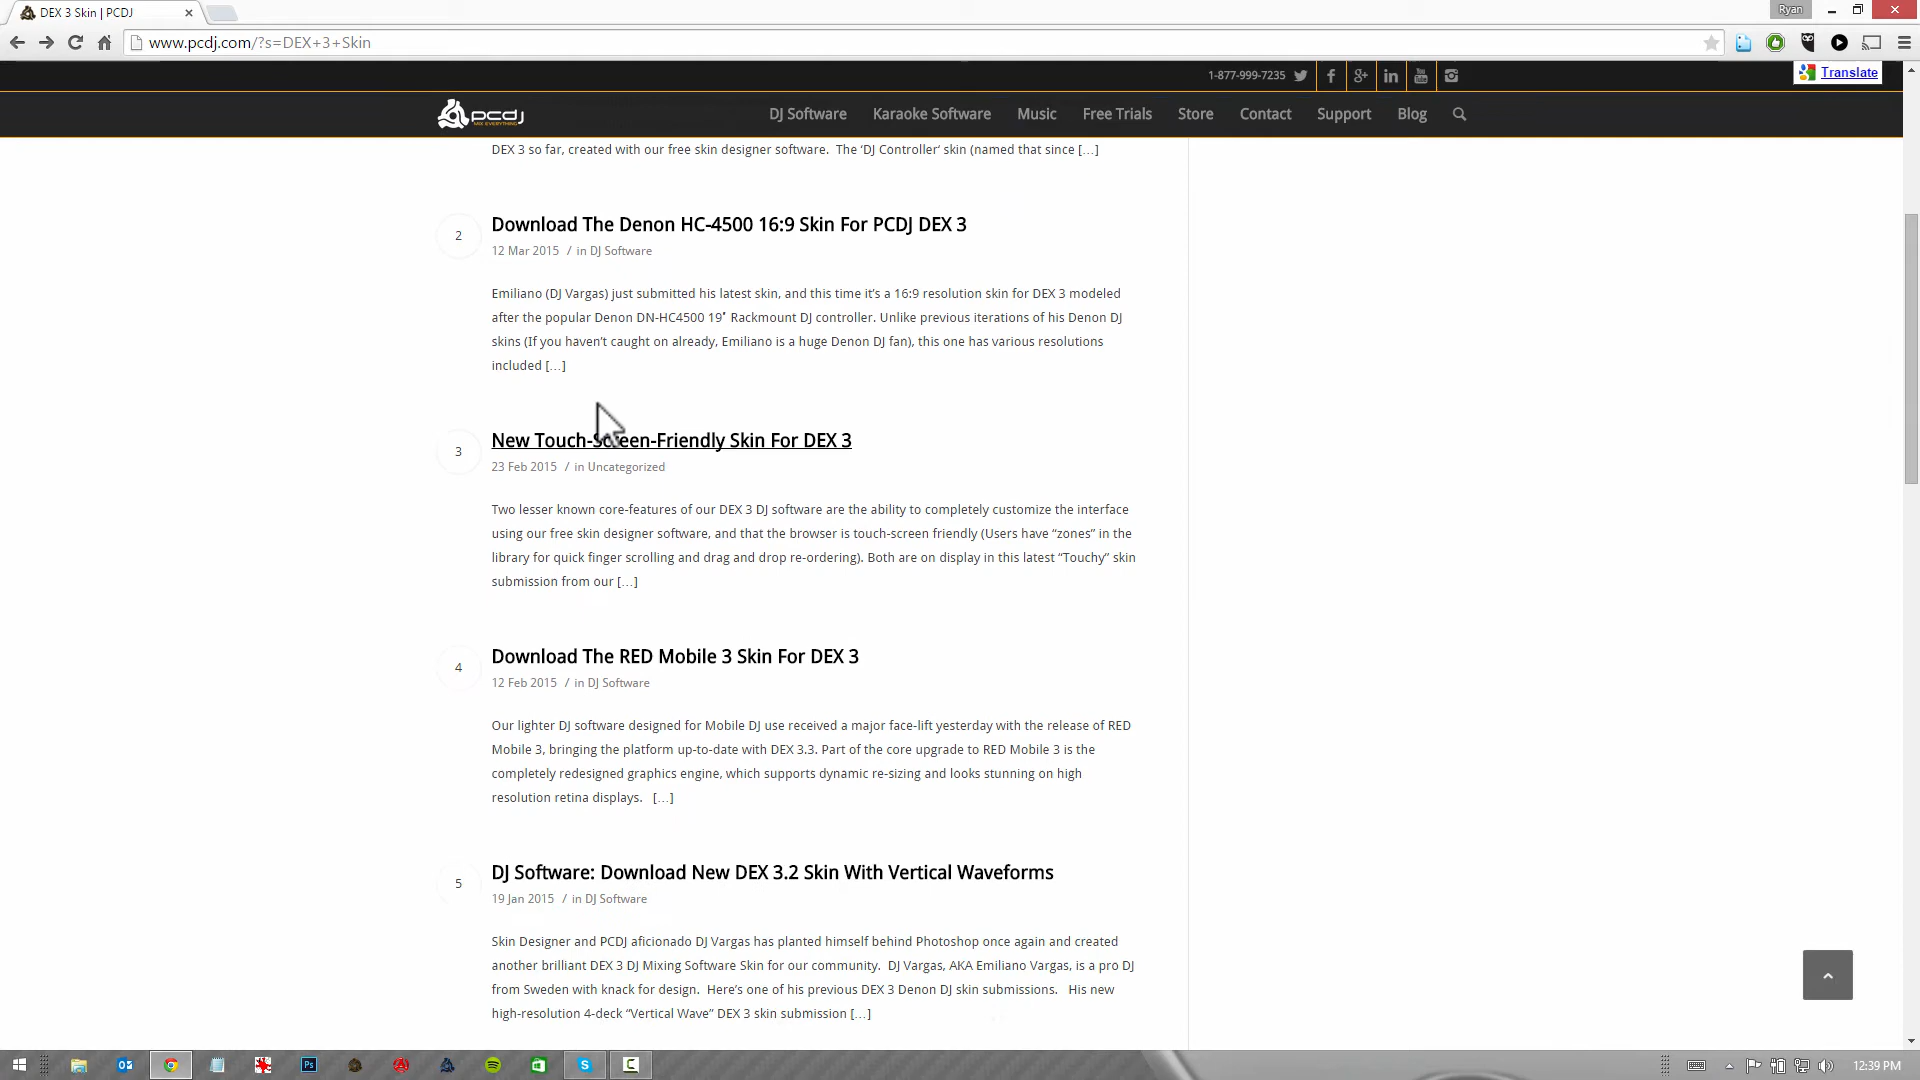 DEX 3 Skin | PCDJ
Ryan
www.pcdj.com/?s=DEX+3+Skin
1-877-999-7235
Translate
pcdj
DJ Software Karaoke Software Music Free Trials Store Contact Support Blog
DEX 3 so far, created with our free skin designer software.  The ‘DJ Controller’ skin (named that since […]
2
Download The Denon HC-4500 16:9 Skin For PCDJ DEX 3
12 Mar 2015 / in DJ Software
Emiliano (DJ Vargas) just submitted his latest skin, and this time it’s a 16:9 resolution skin for DEX 3 modeled
after the popular Denon DN-HC4500 19″ Rackmount DJ controller. Unlike previous iterations of his Denon DJ
skins (If you haven’t caught on already, Emiliano is a huge Denon DJ fan), this one has various resolutions
included […]
3
New Touch-Screen-Friendly Skin For DEX 3
23 Feb 2015 / in Uncategorized
Two lesser known core-features of our DEX 3 DJ software are the ability to completely customize the interface
using our free skin designer software, and that the browser is touch-screen friendly (Users have “zones” in the
library for quick finger scrolling and drag and drop re-ordering). Both are on display in this latest “Touchy” skin
submission from our […]
4
Download The RED Mobile 3 Skin For DEX 3
12 Feb 2015 / in DJ Software
Our lighter DJ software designed for Mobile DJ use received a major face-lift yesterday with the release of RED
Mobile 3, bringing the platform up-to-date with DEX 3.3. Part of the core upgrade to RED Mobile 3 is the
completely redesigned graphics engine, which supports dynamic re-sizing and looks stunning on high
resolution retina displays.   […]
5
DJ Software: Download New DEX 3.2 Skin With Vertical Waveforms
19 Jan 2015 / in DJ Software
Skin Designer and PCDJ aficionado DJ Vargas has planted himself behind Photoshop once again and created
another brilliant DEX 3 DJ Mixing Software Skin for our community.  DJ Vargas, AKA Emiliano Vargas, is a pro DJ
from Sweden with knack for design.  Here’s one of his previous DEX 3 Denon DJ skin submissions.   His new
high-resolution 4-deck “Vertical Wave” DEX 3 skin submission […]
12:39 PM